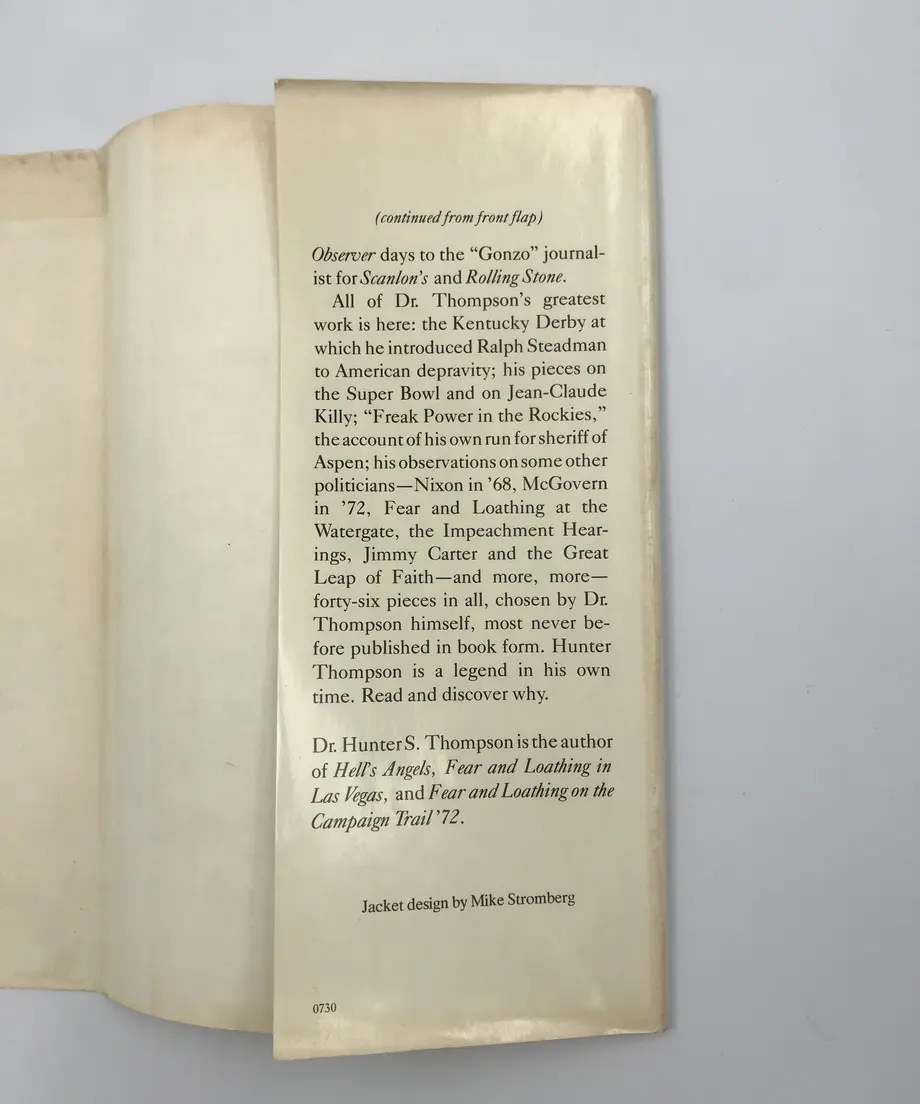 (continued from front flap)
Observer days to the “Gonzo” journal-
ist for Scanlon’s and Rolling Stone.
All of Dr. Thompson’s greatest
work is here: the Kentucky Derby at
which he introduced Ralph Steadman
to American depravity; his pieces on
the Super Bowl and on Jean-Claude
Killy; “Freak Power in the Rockies,”
the account of his own run for sheriff of
Aspen; his observations on some other
politicians—Nixon in ’68, McGovern
in ’72, Fear and Loathing at the
Watergate, the Impeachment Hear-
ings, Jimmy Carter and the Great
Leap of Faith—and more, more—
forty-six pieces in all, chosen by Dr.
Thompson himself, most never be-
fore published in book form. Hunter
Thompson is a legend in his own
time. Read and discover why.
Dr. Hunter S. Thompson is the author
of Hell’s Angels, Fear and Loathing in
Las Vegas, and Fear and Loathing on the
Campaign Trail ’72.
Jacket design by Mike Stromberg
0730